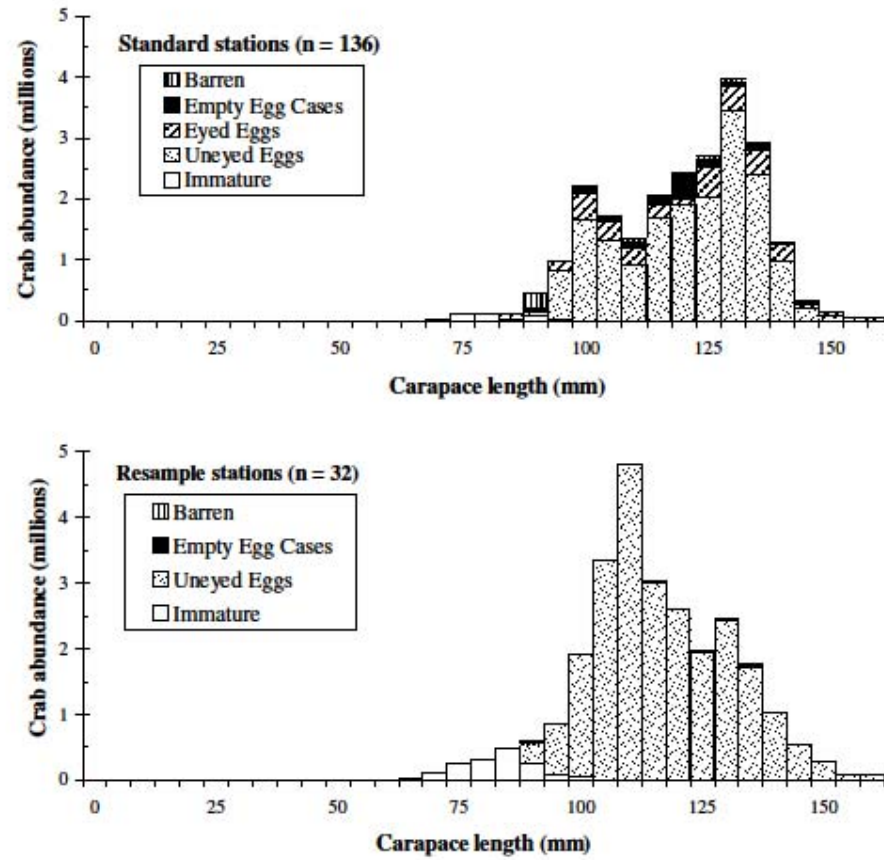 Standard stations (n = 136)
Barren
Empty Egg Cases
Eyed Eggs
Uneyed Eggs
Immature
Crab abundance (millions)
5
4
3
2
1
0
0 25 50 75 100 125 150
Carapace length (mm)
Resample stations (n = 32)
Barren
Empty Egg Cases
Uneyed Eggs
Immature
Crab abundance (millions)
5
4
3
2
1
0
0 25 50 75 100 125 150
Carapace length (mm)